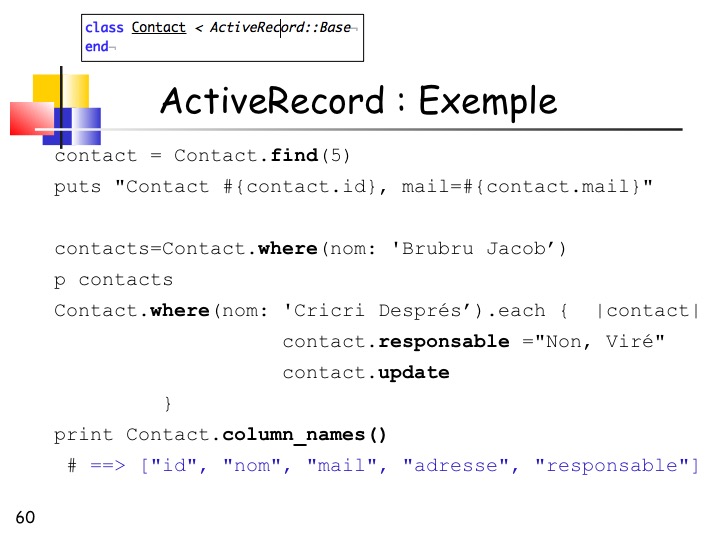 class Contact < ActiveRecord::Base¬
end¬
ActiveRecord : Exemple
contact = Contact.find(5)
puts "Contact #{contact.id}, mail=#{contact.mail}"
contacts=Contact.where(nom: 'Brubru Jacob’)
p contacts
Contact.where(nom: 'Cricri Després’).each { |contact|
contact.responsable ="Non, Viré"
contact.update
}
print Contact.column_names()
# ==> ["id", "nom", "mail", "adresse", "responsable"]
60